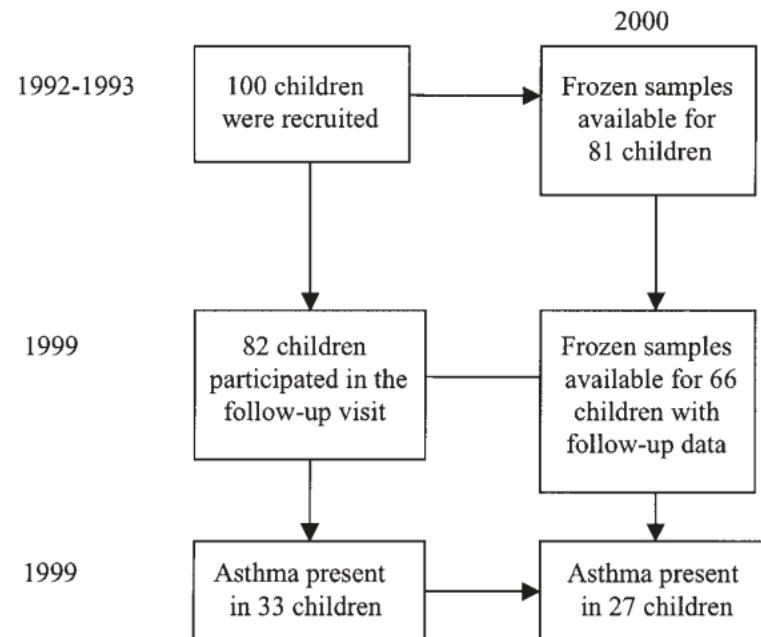 2000
1992-1993
100 children
were recruited
Frozen samples
available for
81 children
1999
82 children
participated in the
follow-up visit
Frozen samples
available for 66
children with
follow-up data
1999
Asthma present
in 33 children
Asthma present
in 27 children